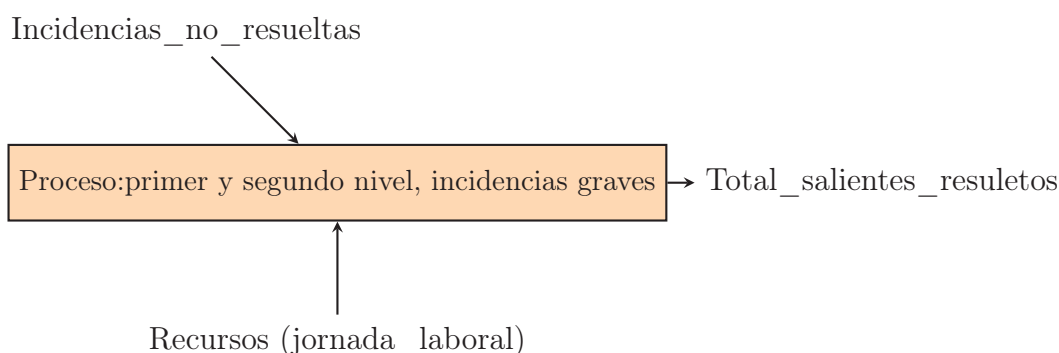 Incidencias_no_resueltas
Proceso:primer y segundo nivel, incidencias graves
Total_salientes_resuletos
Recursos (jornada_laboral)